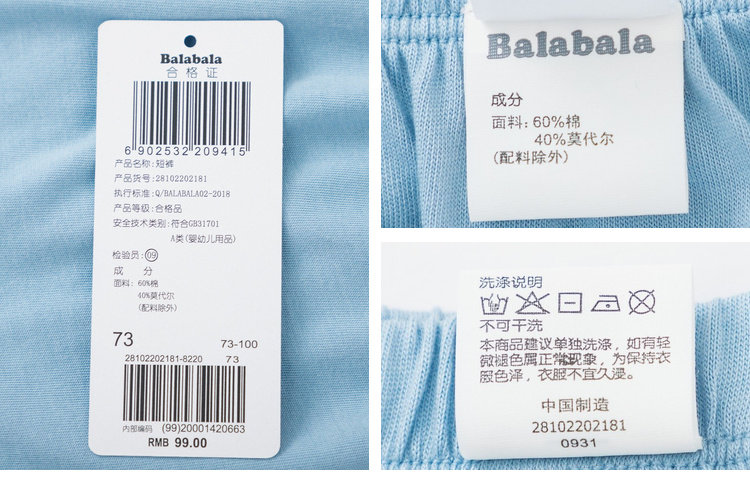 Balabala
合格证
6 902532 209415
产品名称:短裤
产品货号:28102202181
执行标准:Q/BALABALA02-2018
产品等级:合格品
安全技术类别:符合GB31701
A类(婴幼儿用品)
检验员:09
成 分
面料: 60%棉
40%莫代尔
(配料除外)
73 73-100
28102202181-8220 73
内部编码 (99)20001420663
RMB 99.00
Balabala
成分
面料: 60%棉
40%莫代尔
(配料除外)
洗涤说明
不可干洗
本商品建议单独洗涤, 如有轻
微褪色属正常现象, 为保持衣
服色泽, 衣服不宜久浸。
中国制造
28102202181
0931